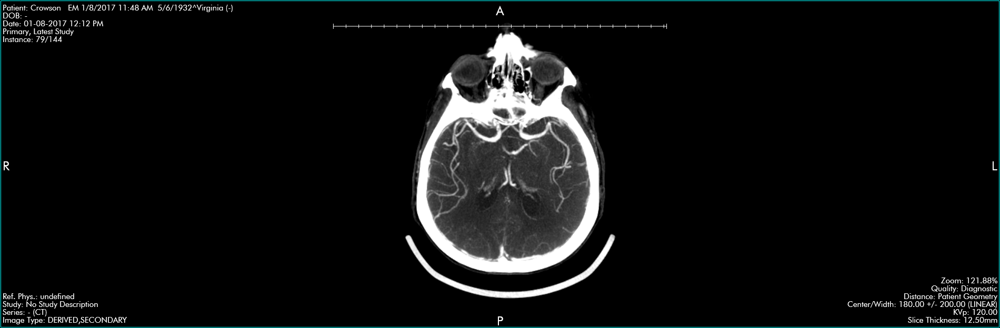 Patient: Crowson   EM 1/8/2017 11:48 AM  5/6/1932^Virginia (-)
DOB: -
Date: 01-08-2017 12:12 PM
Primary, Latest Study
Instance: 79/144
A
R
L
Ref. Phys.: undefined
Study: No Study Description
Series: - (CT)
Image Type: DERIVED,SECONDARY
P
Zoom: 121.88%
Quality: Diagnostic
Distance: Patient Geometry
Center/Width: 180.00 +/- 200.00 (LINEAR)
KVp: 120.00
Slice Thickness: 12.50mm